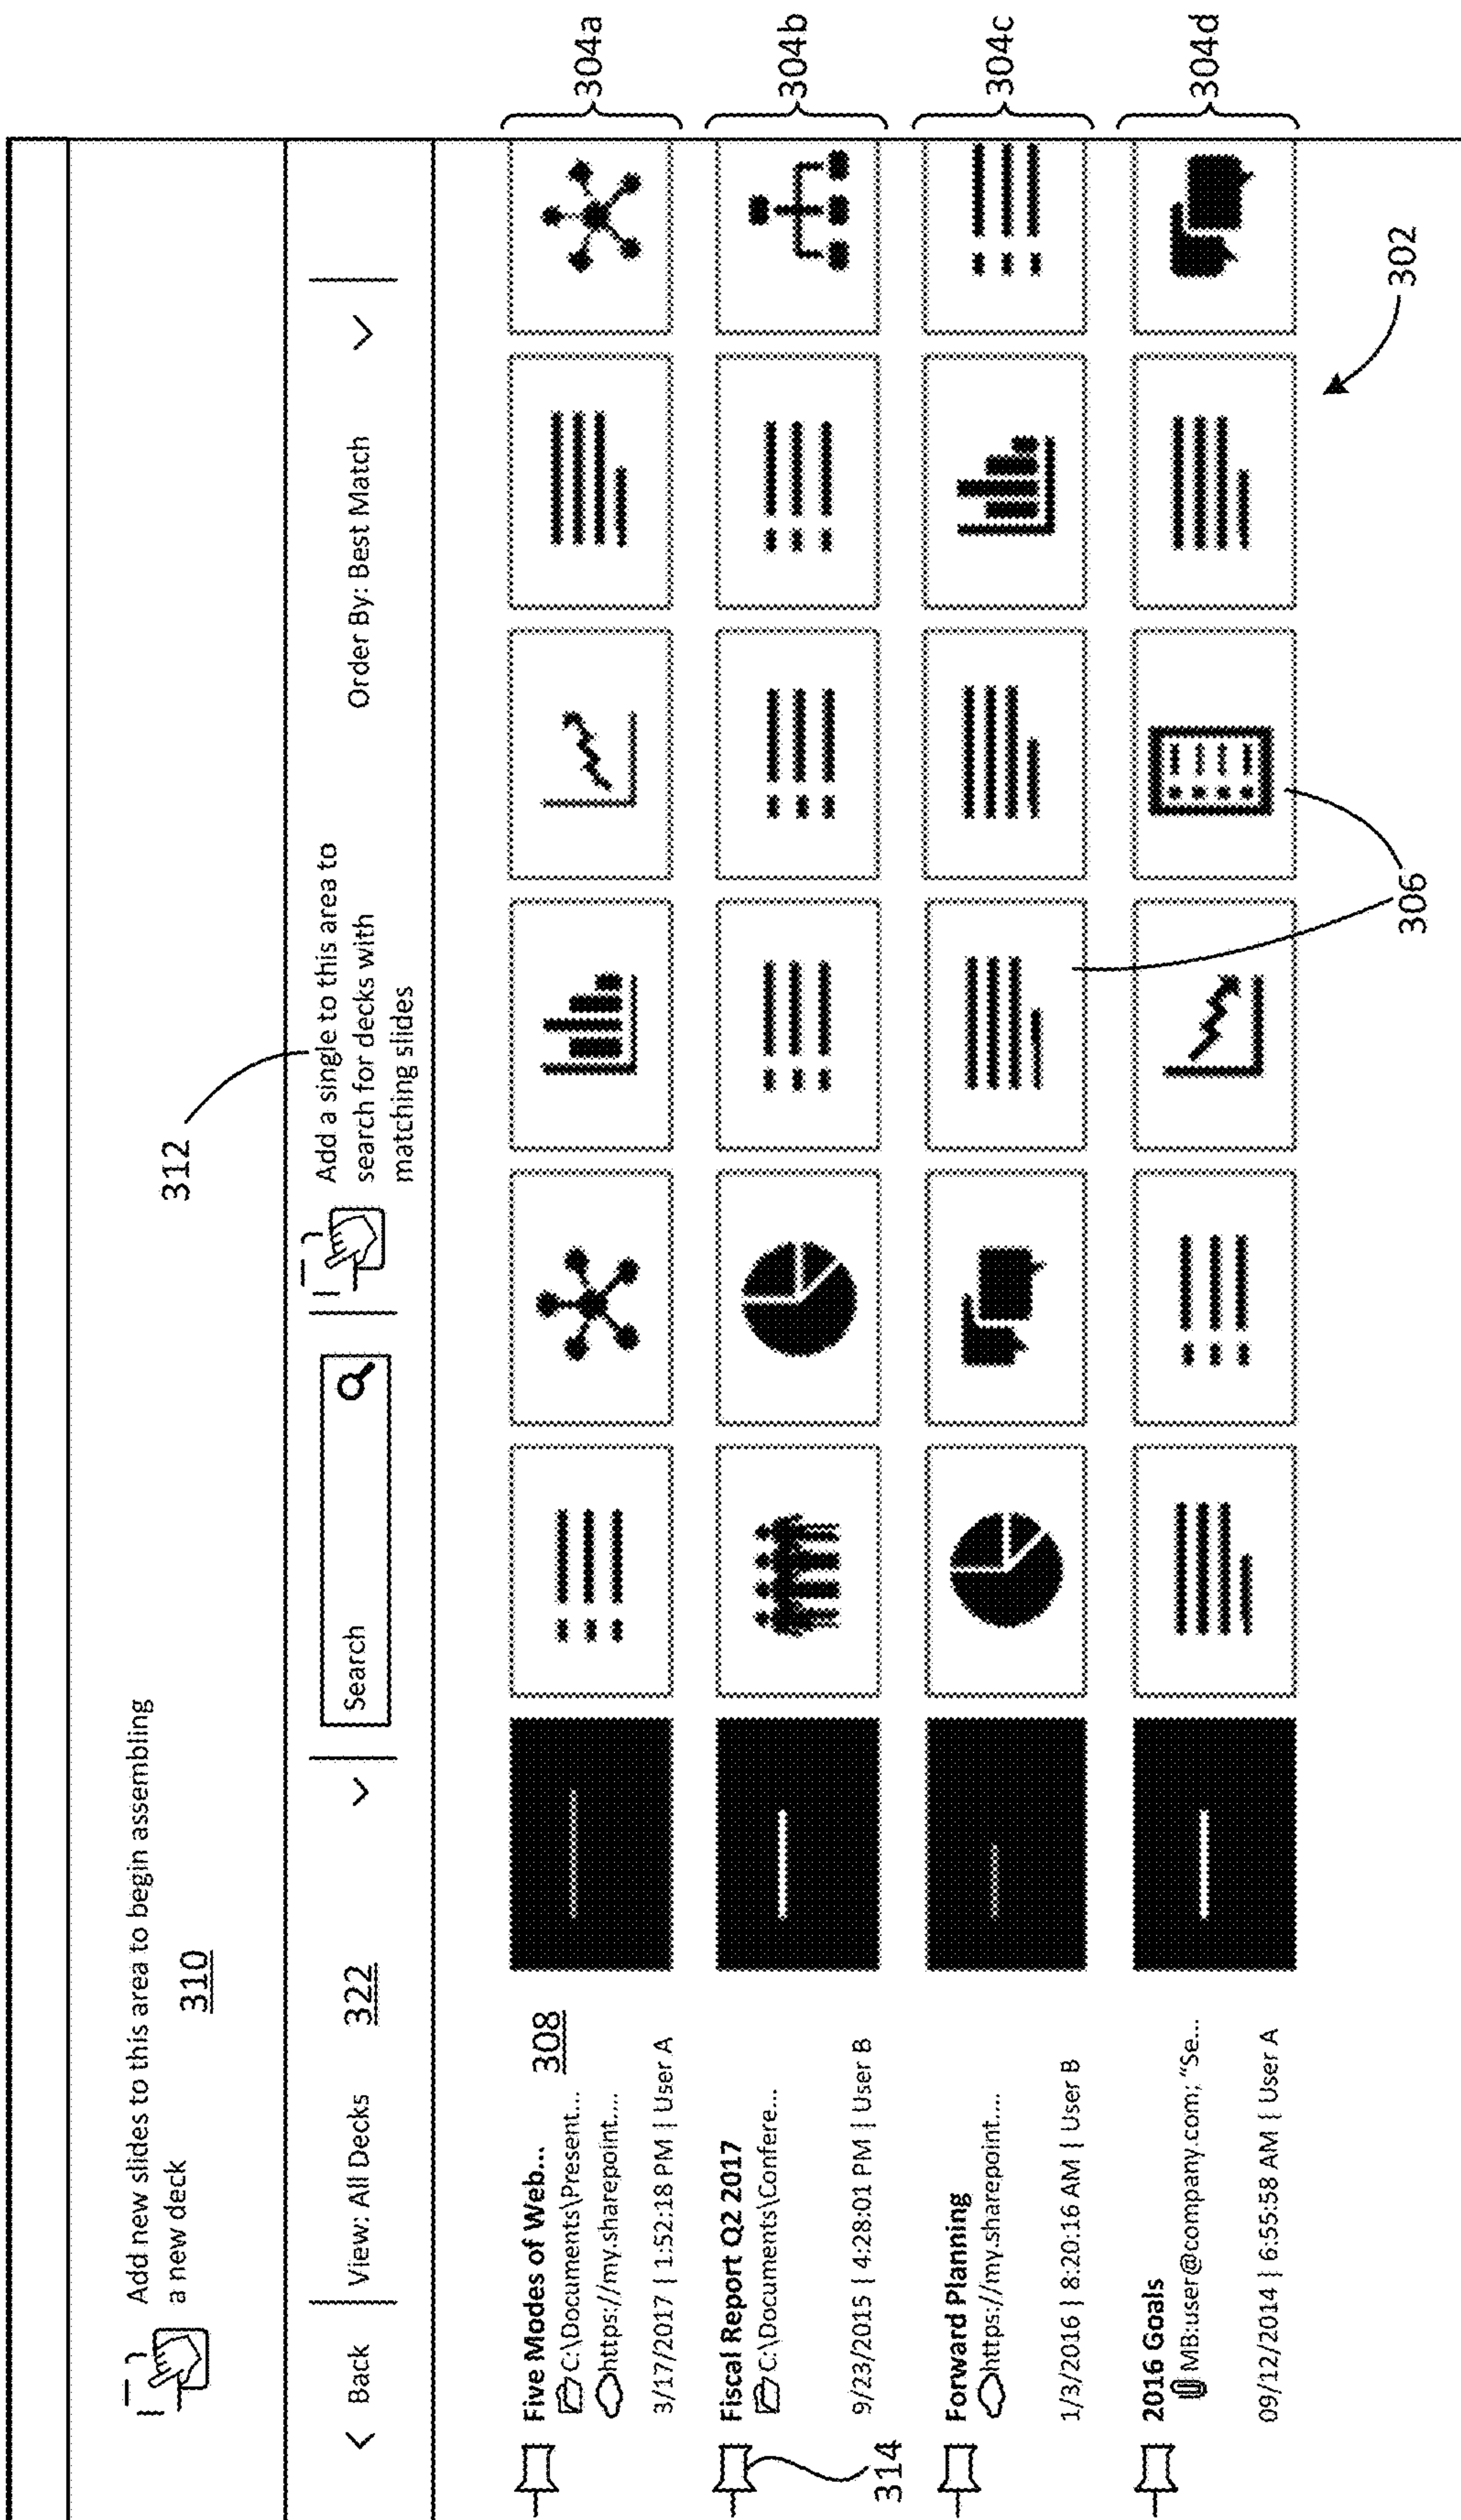 Add new slides to this area to begin assembling
a new deck
310
312
Back
View: All Decks
322
Search
Add a single to this area to
search for decks with
matching slides
Order By: Best Match
Five Modes of Web...
308
C:\Documents\Present...
https://my.sharepoint....
3/17/2017 | 1:52:18 PM | User A
304a
Fiscal Report Q2 2017
C:\Documents\Confere...
9/23/2015 | 4:28:01 PM | User B
304b
314
Forward Planning
https://my.sharepoint....
1/3/2016 | 8:20:16 AM | User B
304c
2016 Goals
MB:user@company.com; "Se...
09/12/2014 | 6:55:58 AM | User A
304d
306
302